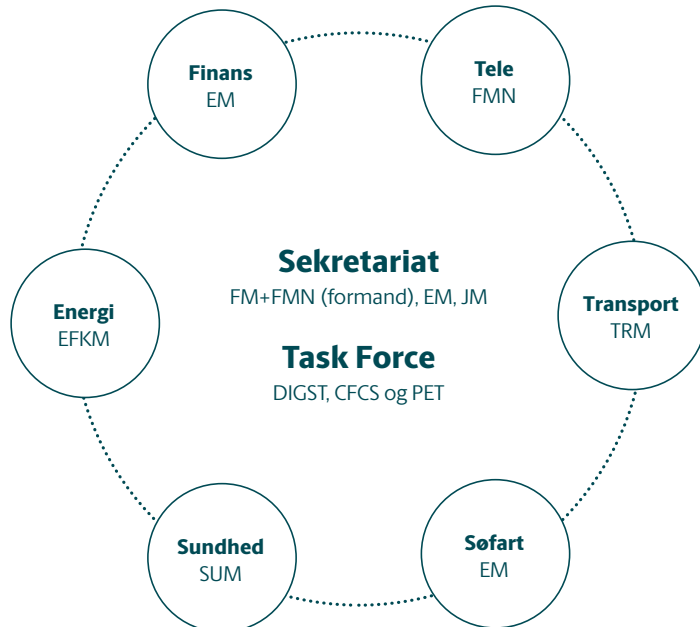 Finans
EM
Tele
FMN
Sekretariat
FM+FMN (formand), EM, JM
Energi
EFKM
Transport
TRM
Task Force
DIGST, CFCS og PET
Sundhed
SUM
Søfart
EM